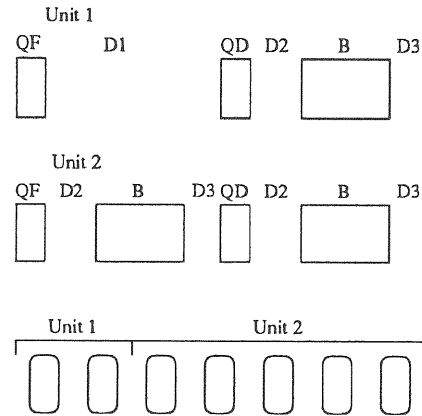 Unit 1
QF D1 QD D2 B D3
Unit 2
QF D2 B D3 QD D2 B D3
Unit 1 Unit 2